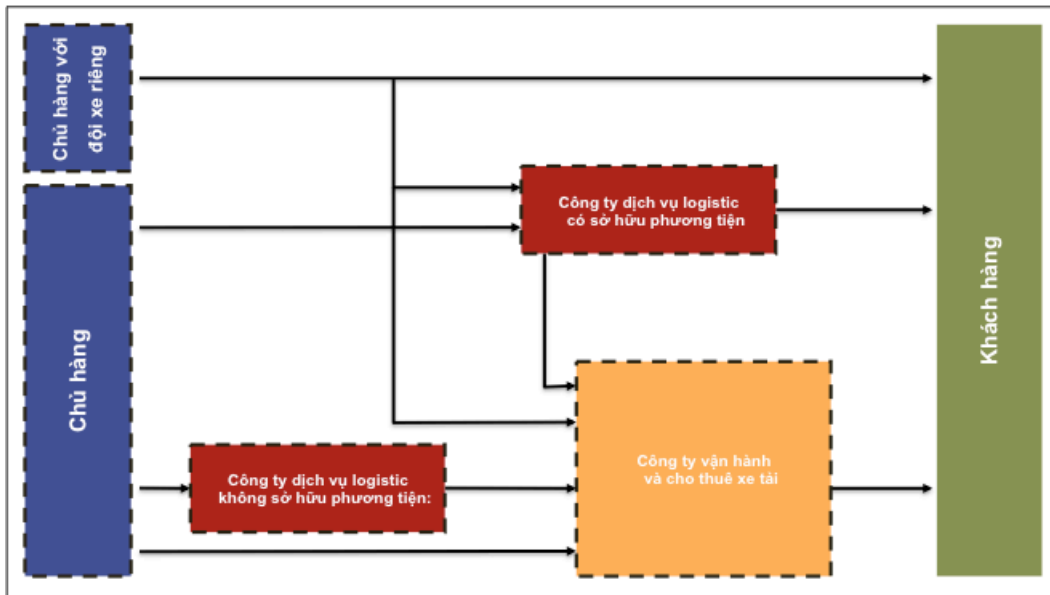 Chủ hàng với
đội xe riêng
Công ty dịch vụ logistic
có sở hữu phương tiện
Chủ hàng
Khách hàng
Công ty dịch vụ logistic
không sở hữu phương tiện:
Công ty vận hành
và cho thuê xe tải